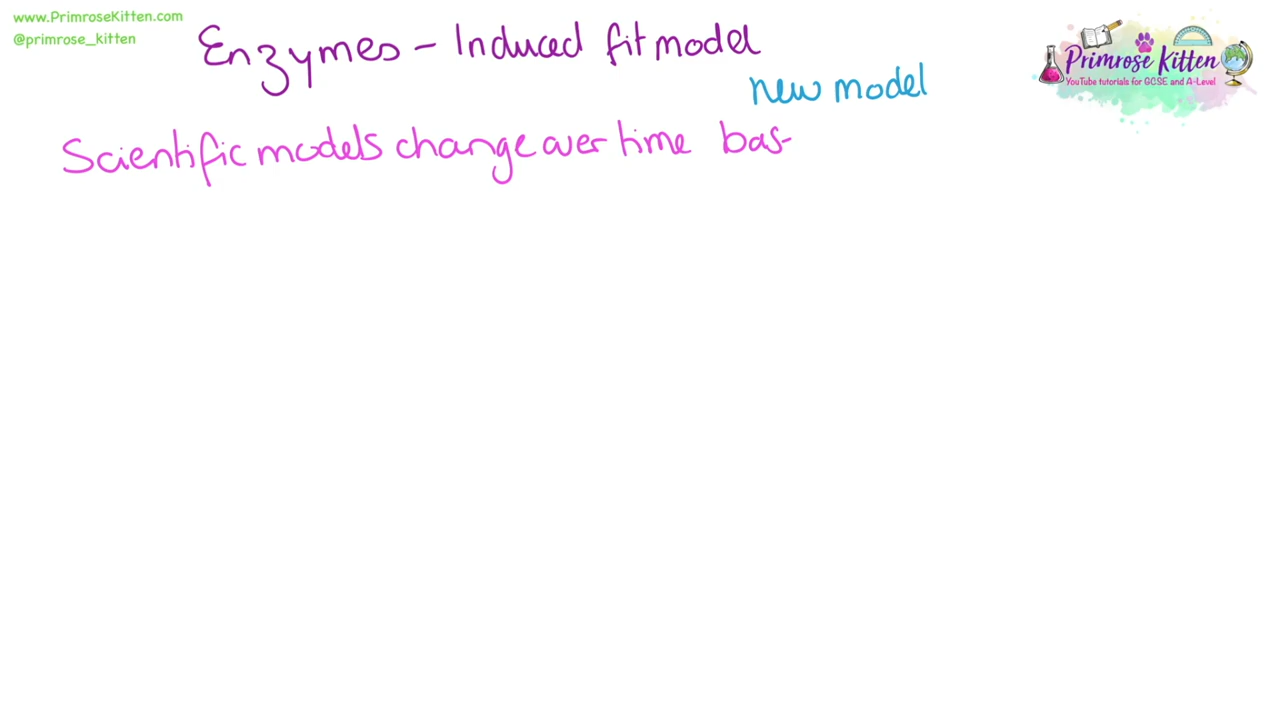 www.PrimroseKitten.com
@primrose_kitten
Enzymes - Induced fit model
new model
Scientific models change over time bas
Primrose Kitten
YouTube tutorials for GCSE and A-Level